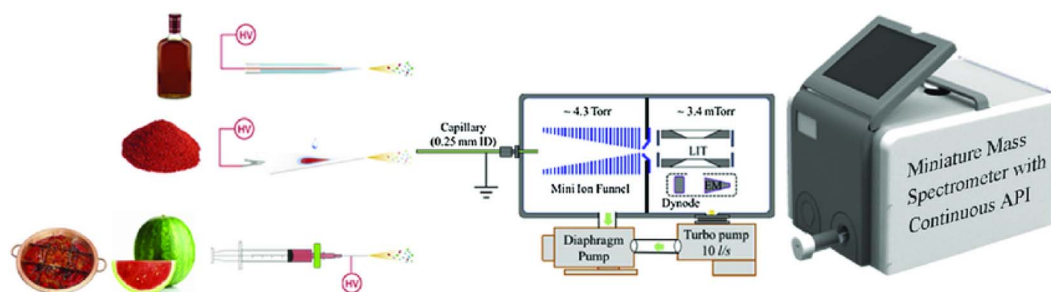 HV
HV
HV
Capillary
(0.25 mm ID)
~ 4.3 Torr
~ 3.4 mTorr
Mini Ion Funnel
LIT
EM
Dynode
Diaphragm
Pump
Turbo pump
10 l/s
Miniature Mass
Spectrometer with
Continuous API